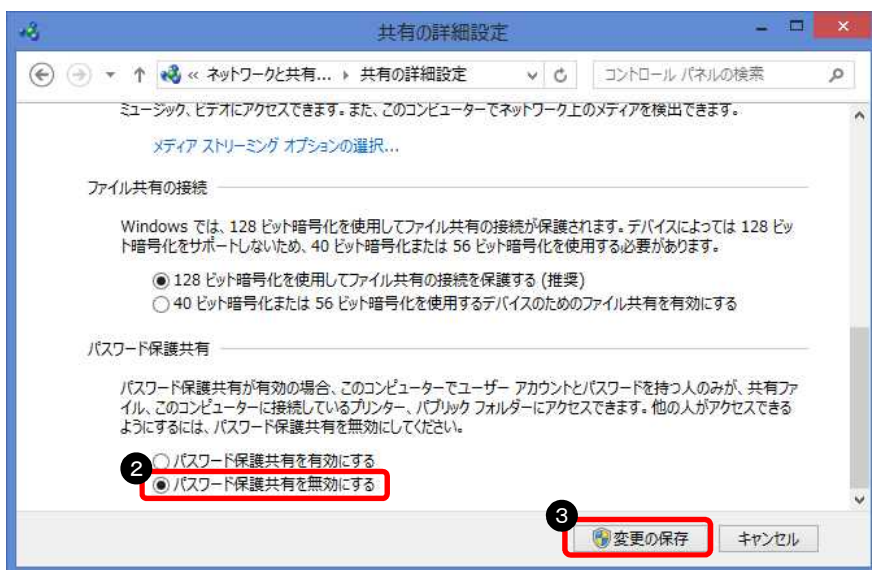 共有の詳細設定
« ネットワークと共有... 共有の詳細設定 コントロール パネルの検索
ミュージック、ビデオにアクセスできます。また、このコンピューターでネットワーク上のメディアを検出できます。
メディア ストリーミング オプションの選択...
ファイル共有の接続
Windows では、128 ビット暗号化を使用してファイル共有の接続が保護されます。デバイスによっては 128 ビッ
ト暗号化をサポートしないため、40 ビット暗号化または 56 ビット暗号化を使用する必要があります。
128 ビット暗号化を使用してファイル共有の接続を保護する (推奨)
40 ビット暗号化または 56 ビット暗号化を使用するデバイスのためのファイル共有を有効にする
パスワード保護共有
パスワード保護共有が有効の場合、このコンピューターでユーザー アカウントとパスワードを持つ人のみが、共有ファ
イル、このコンピューターに接続しているプリンター、パブリック フォルダーにアクセスできます。他の人がアクセスできる
ようにするには、パスワード保護共有を無効にしてください。
パスワード保護共有を有効にする
2 パスワード保護共有を無効にする
3
変更の保存 キャンセル